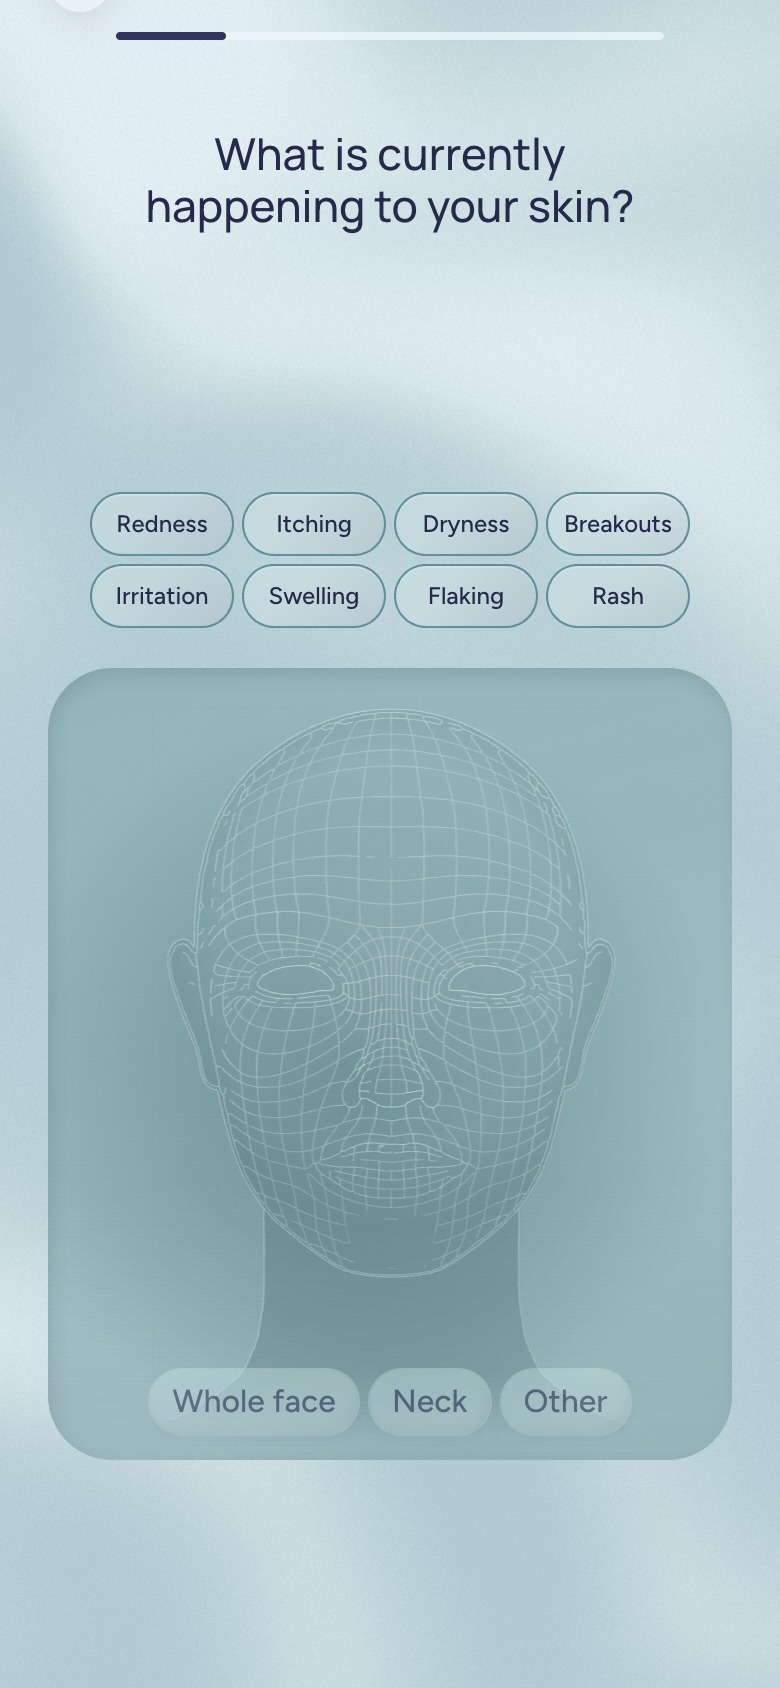 What is currently
happening to your skin?
Redness Itching Dryness Breakouts
Irritation Swelling Flaking Rash
Whole face Neck Other